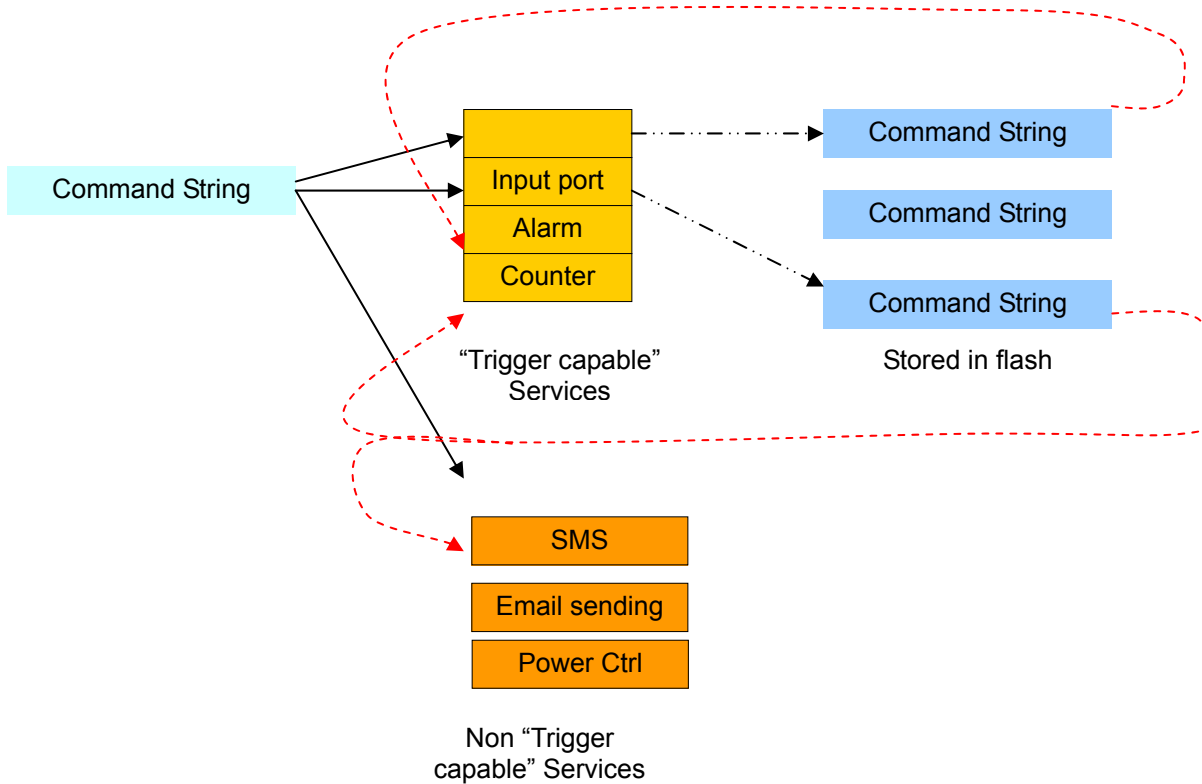 Command String
Input port
Alarm
Counter
“Trigger capable”
Services
Command String
Command String
Command String
Stored in flash
SMS
Email sending
Power Ctrl
Non “Trigger
capable” Services